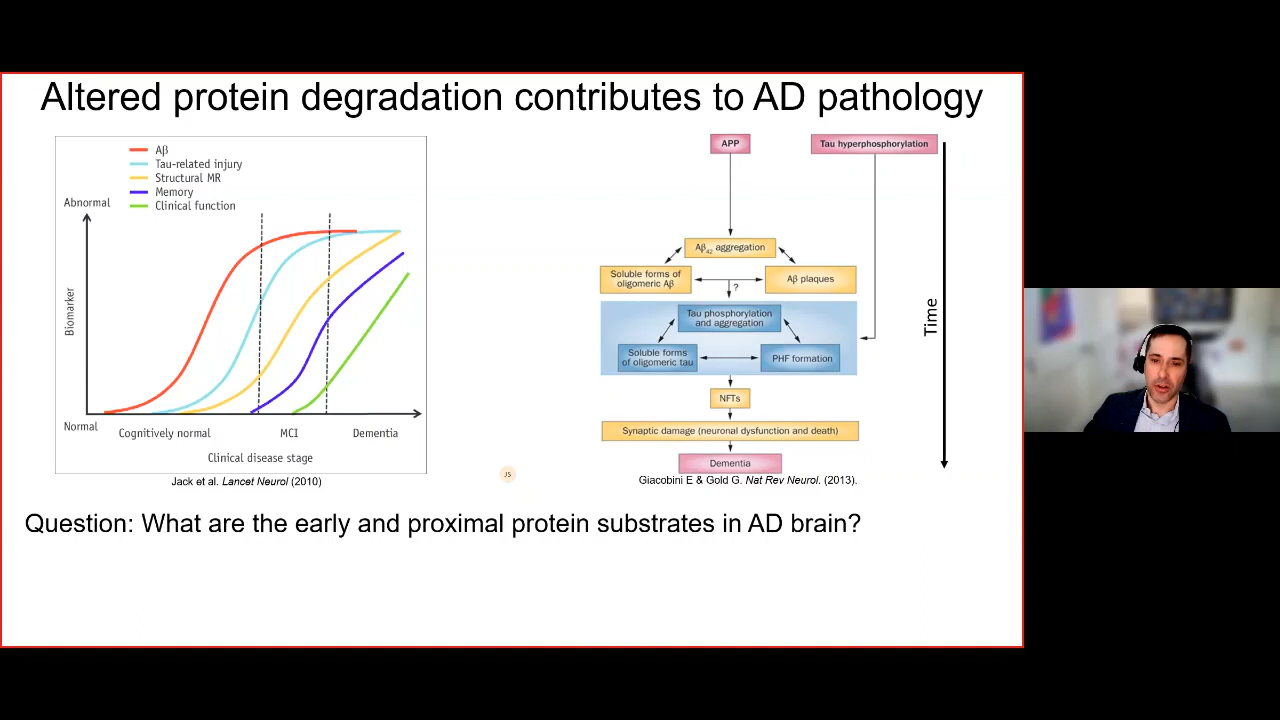 Altered protein degradation contributes to AD pathology
Aβ
Tau-related injury
Structural MR
Memory
Clinical function
Abnormal
Biomarker
Normal
Cognitively normal
MCI
Dementia
Clinical disease stage
Jack et al. Lancet Neurol (2010)
JS
APP
Tau hyperphosphorylation
Aβ42 aggregation
Soluble forms of
oligomeric Aβ
Aβ plaques
?
Tau phosphorylation
and aggregation
Soluble forms
of oligomeric tau
PHF formation
NFTs
Synaptic damage (neuronal dysfunction and death)
Dementia
Time
Giacobini E & Gold G. Nat Rev Neurol. (2013).
Question: What are the early and proximal protein substrates in AD brain?